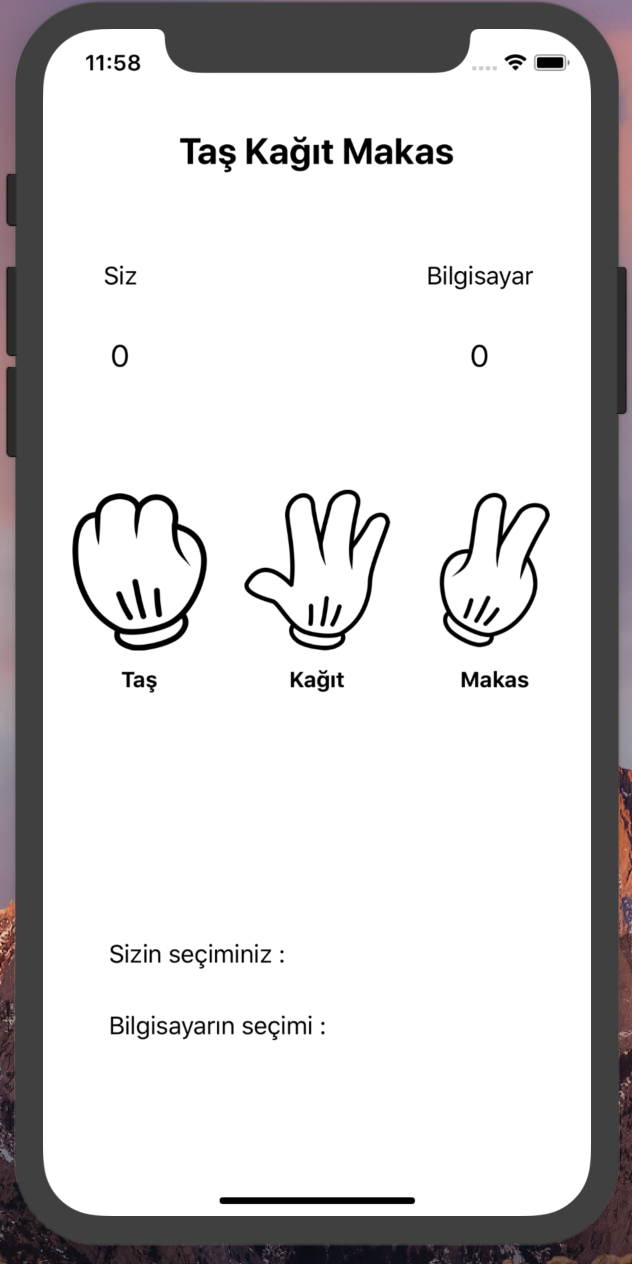 11:58
Taş Kağıt Makas
Siz Bilgisayar
0 0
Taş Kağıt Makas
Sizin seçiminiz :
Bilgisayarın seçimi :